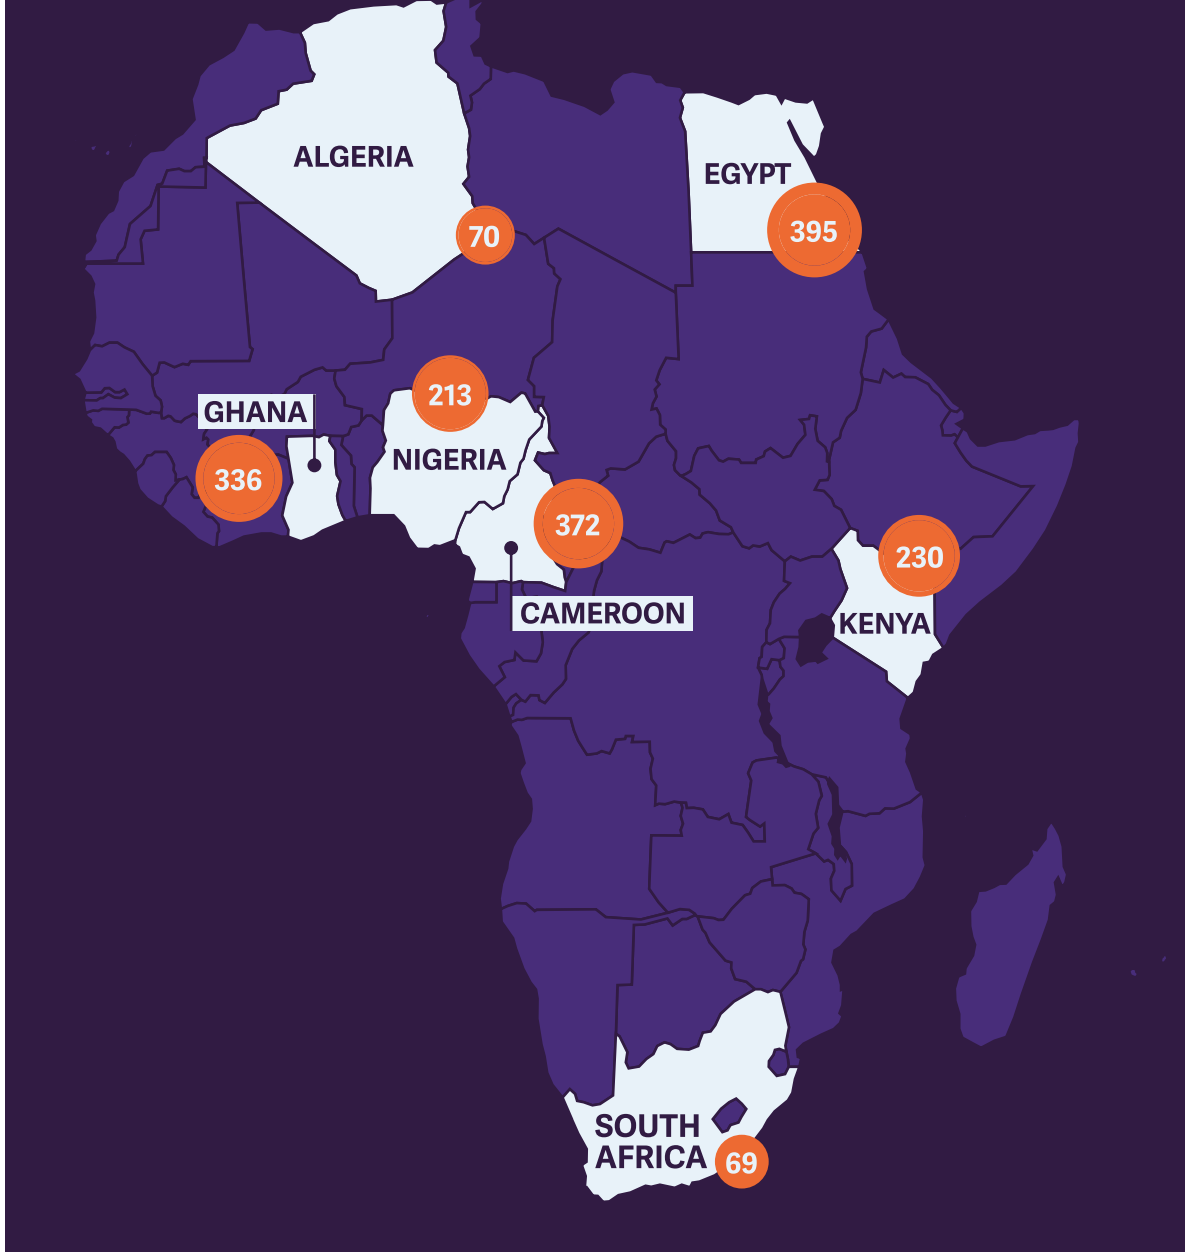 ALGERIA
EGYPT
70
395
213
GHANA
NIGERIA
336
372
230
CAMEROON
KENYA
SOUTH
AFRICA
69